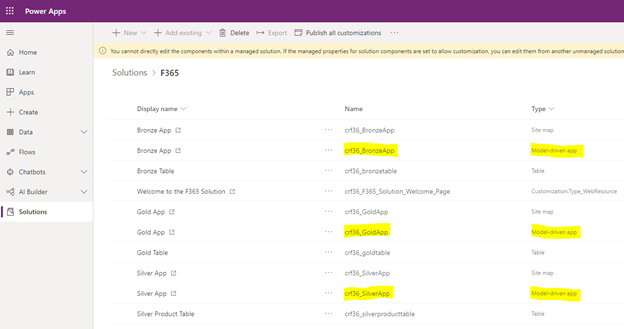 Power Apps
New Add existing Delete Export Publish all customizations ...
You cannot directly edit the components within a managed solution. If the managed properties for solution components are set to allow customization, you can edit them from another unmanaged solution
Home
Learn
Apps
Create
Data
Flows
Chatbots
AI Builder
Solutions
Solutions > F365
Display name Name Type
Bronze App ... crf36_BronzeApp Site map
Bronze App ... crf36_BronzeApp Model-driven app
Bronze Table ... crf36_bronzetable Table
Welcome to the F365 Solution ... crf36_F365_Solution_Welcome_Page Customization.Type_WebResource
Gold App ... crf36_GoldApp Site map
Gold App ... crf36_GoldApp Model-driven app
Gold Table ... crf36_goldtable Table
Silver App ... crf36_SilverApp Site map
Silver App ... crf36_SilverApp Model-driven app
Silver Product Table ... crf36_silverproducttable Table